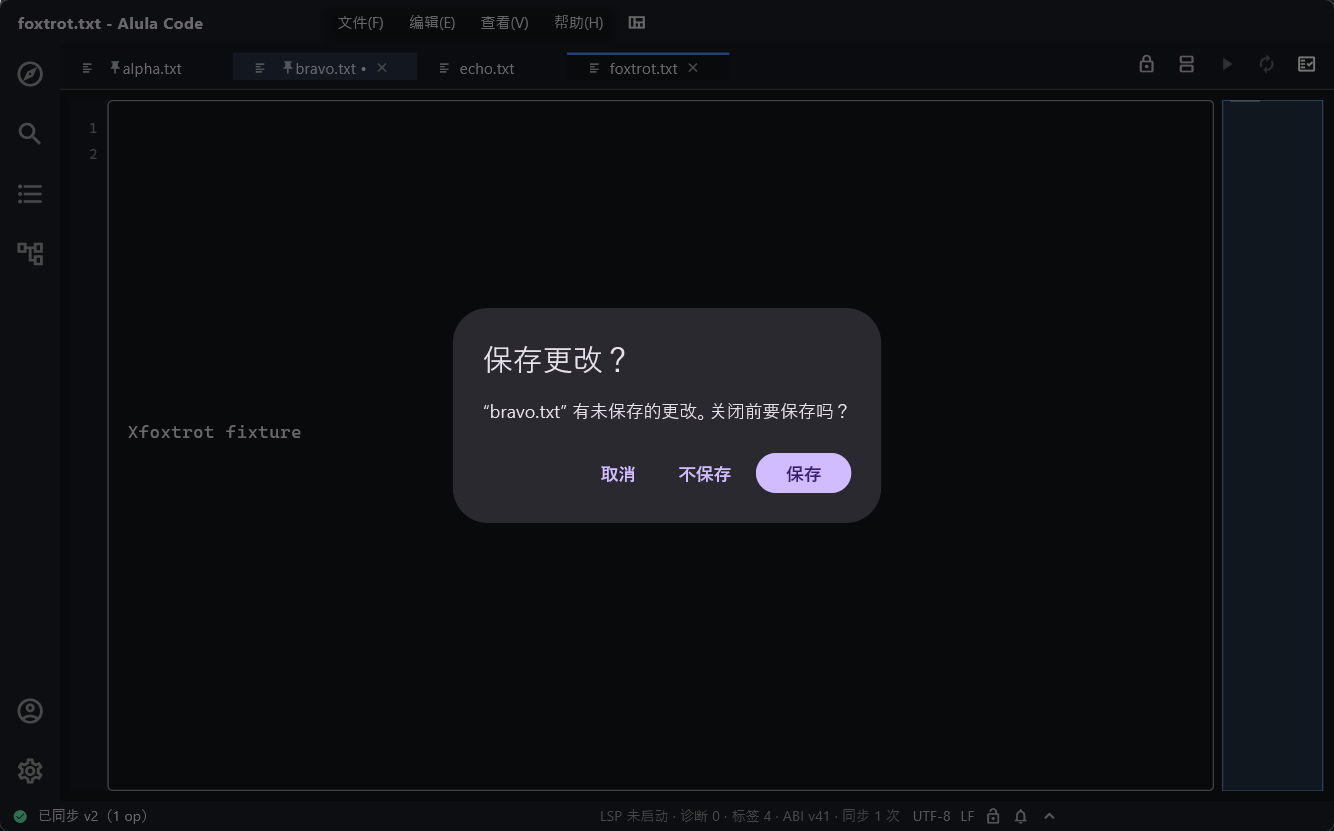 foxtrot.txt - Alula Code
文件(F) 编辑(E) 查看(V) 帮助(H)
alpha.txt bravo.txt • echo.txt foxtrot.txt
1
2
Xfoxtrot fixture
保存更改？
“bravo.txt” 有未保存的更改。关闭前要保存吗？
取消 不保存 保存
已同步 v2（1 op） LSP 未启动 · 诊断 0 · 标签 4 · ABI v41 · 同步 1 次 UTF-8 LF